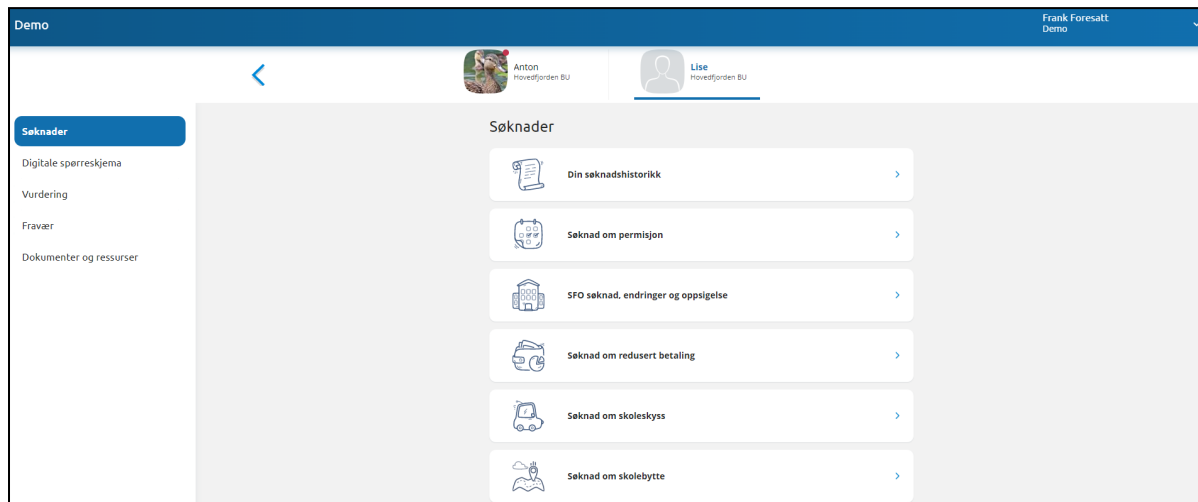 Demo
Frank Foresatt
Demo
Anton
Hovedfjorden BU
Lise
Hovedfjorden BU
Søknader
Digitale spørreskjema
Vurdering
Fravær
Dokumenter og ressurser
Søknader
Din søknadshistorikk
Søknad om permisjon
SFO søknad, endringer og oppsigelse
Søknad om redusert betaling
Søknad om skoleskyss
Søknad om skolebytte